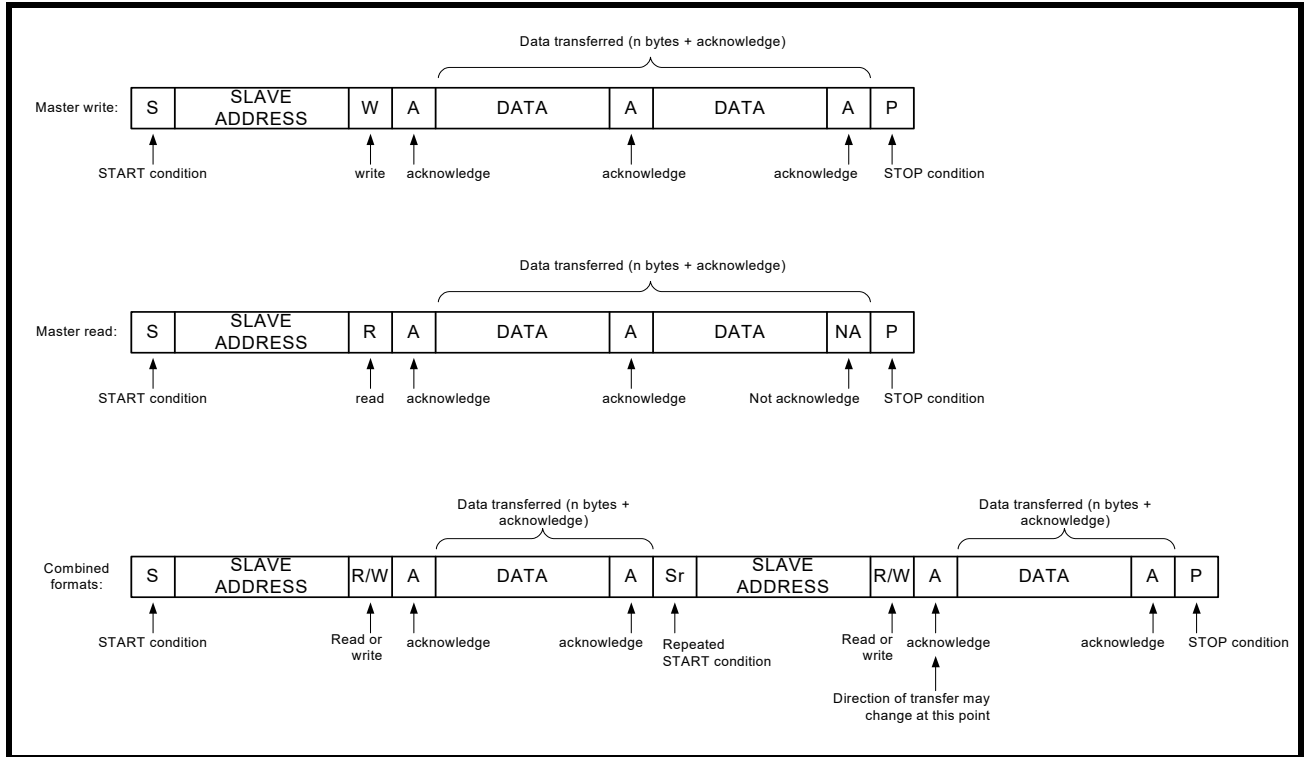 Data transferred (n bytes + acknowledge)
Master write:
S
SLAVE
ADDRESS
W
A
DATA
A
DATA
A
P
START condition
write
acknowledge
acknowledge
acknowledge
STOP condition
Data transferred (n bytes + acknowledge)
Master read:
S
SLAVE
ADDRESS
R
A
DATA
A
DATA
NA
P
START condition
read
acknowledge
acknowledge
Not acknowledge
STOP condition
Data transferred (n bytes +
acknowledge)
Data transferred (n bytes +
acknowledge)
Combined
formats:
S
SLAVE
ADDRESS
R/W
A
DATA
A
Sr
SLAVE
ADDRESS
R/W
A
DATA
A
P
START condition
Read or
write
acknowledge
acknowledge
Repeated
START condition
Read or
write
acknowledge
acknowledge
STOP condition
Direction of transfer may
change at this point